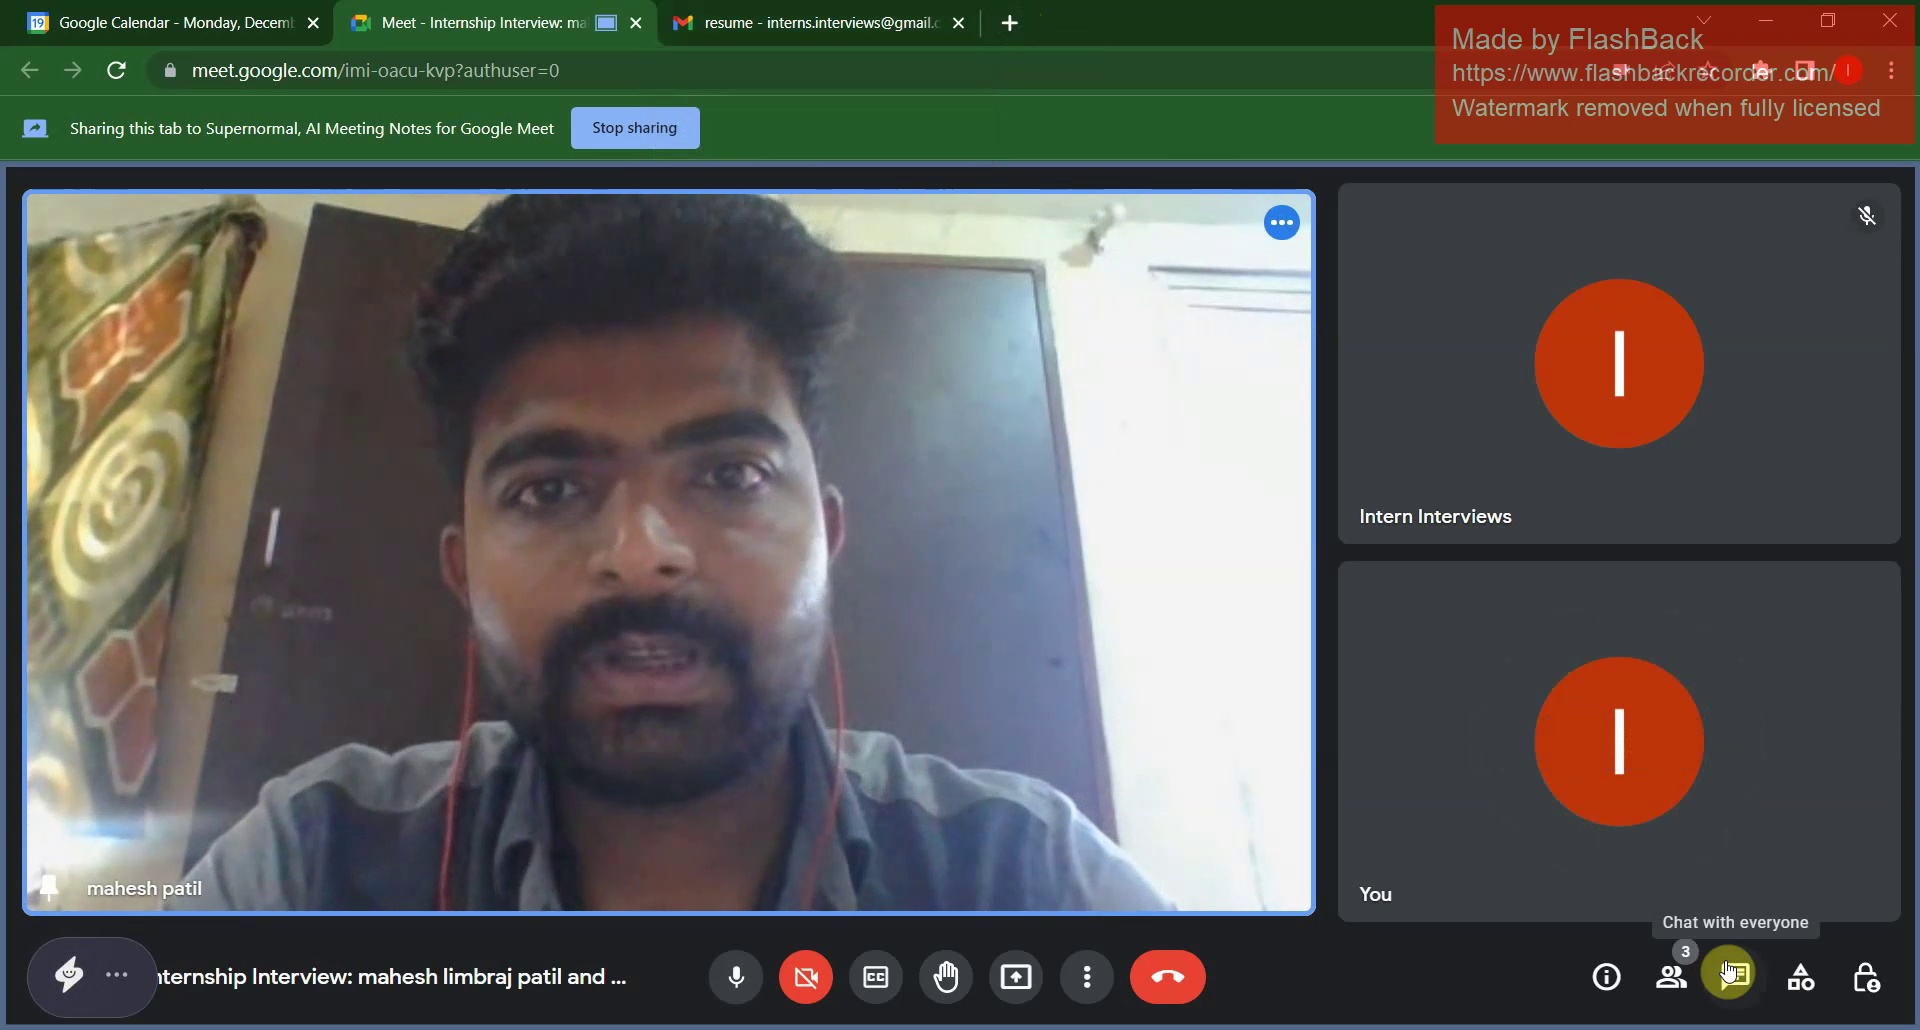 19
Google Calendar - Monday, Decem
Meet - Internship Interview: ma
resume - interns.interviews@gmail.c
Made by FlashBack
https://www.flashbackrecorder.com/
Watermark removed when fully licensed
meet.google.com/imi-oacu-kvp?authuser=0
I
Sharing this tab to Supernormal, AI Meeting Notes for Google Meet
Stop sharing
I
Intern Interviews
I
mahesh patil
You
Chat with everyone
3
nternship Interview: mahesh limbraj patil and ...
CC